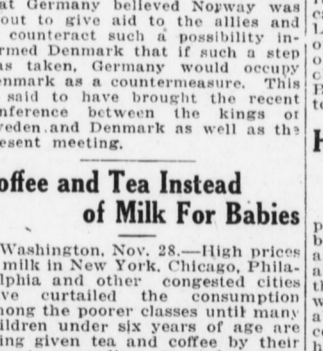 at Germany believed Norway was
out to give aid to the allies and
counteract such a possibility in-
rmed Denmark that if such a step
as taken, Germany would occupy
enmark as a countermeasure. This
said to have brought the recent
nference between the kings of
veden and Denmark as well as the
esent meeting.
offee and Tea Instead
of Milk For Babies
Washington, Nov. 28.—High prices
milk in New York, Chicago, Phila-
lphia and other congested cities
ve curtailed the consumption
nong the poorer classes until many
ildren under six years of age are
ing given tea and coffee by their